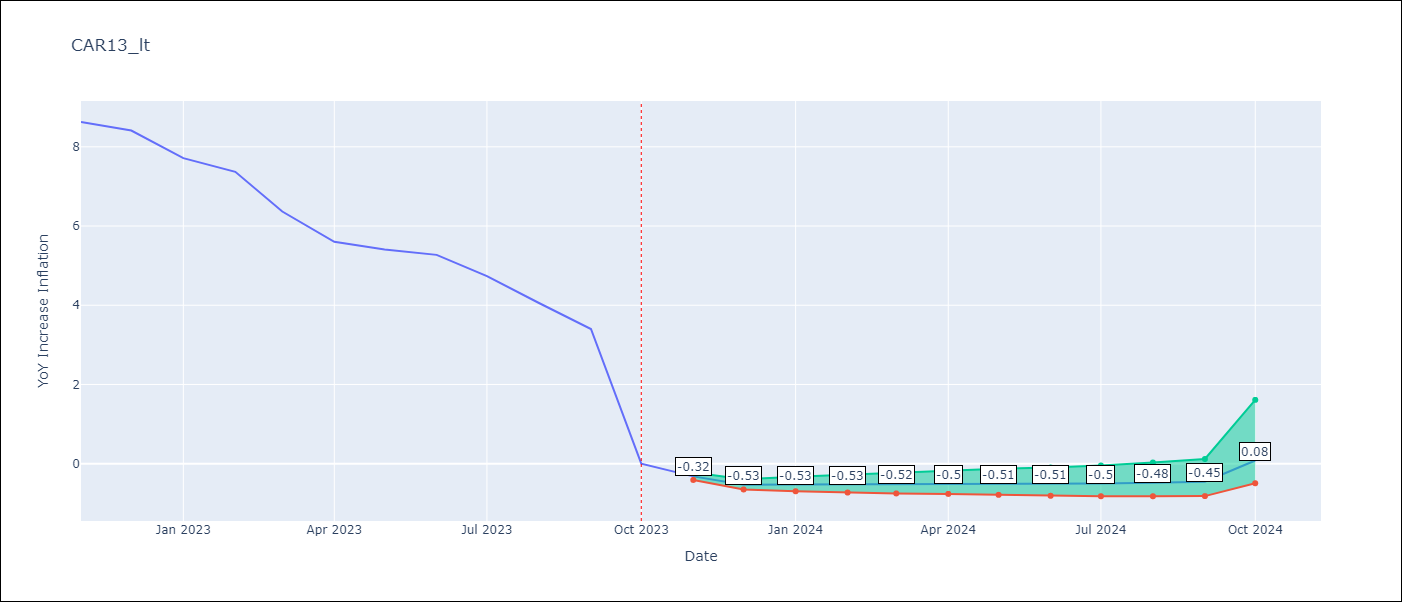 CAR13_lt
YoY Increase Inflation
8
6
4
2
0
-0.32
-0.53
-0.53
-0.53
-0.52
-0.5
-0.51
-0.51
-0.5
-0.48
-0.45
0.08
Jan 2023
Apr 2023
Jul 2023
Oct 2023
Jan 2024
Apr 2024
Jul 2024
Oct 2024
Date